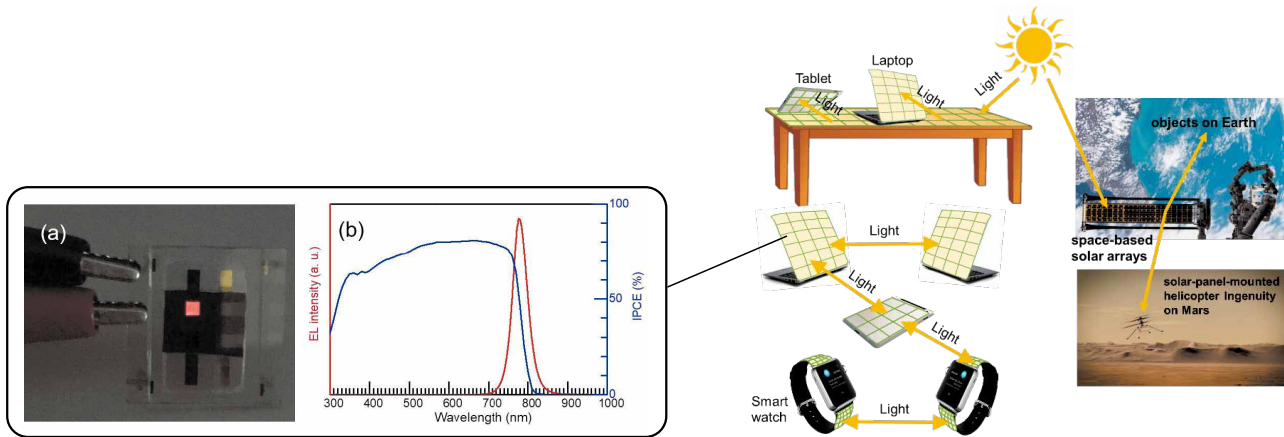 (a)
(b)
EL intensity (a. u.)
100
50
0
IPCE (%)
300 400 500 600 700 800 900 1000
Wavelength (nm)
Tablet
Laptop
Light
Light
Light
objects on Earth
space-based
solar arrays
solar-panel-mounted
helicopter Ingenuity
on Mars
Light
Light
Light
Smart
watch
Light